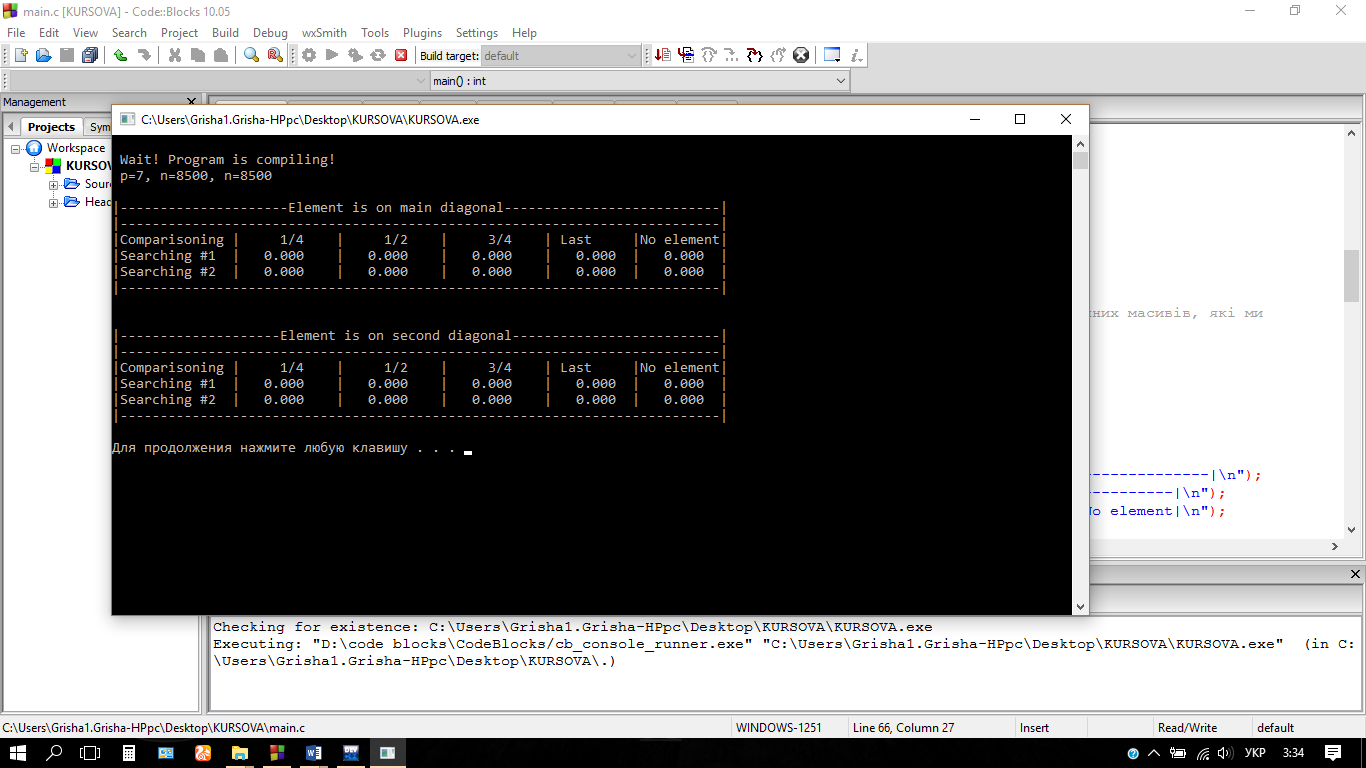 main.c [KURSOVA] - Code::Blocks 10.05
File Edit View Search Project Build Debug wxSmith Tools Plugins Settings Help
Build target: default
main() : int
Management
Projects Sym
Workspace
KURSOV
Sourc
Head
C:\Users\Grisha1.Grisha-HPpc\Desktop\KURSOVA\KURSOVA.exe
Wait! Program is compiling!
p=7, n=8500, n=8500
|---------------------Element is on main diagonal---------------------------|
|---------------------------------------------------------------------------|
|Comparisoning | 1/4 | 1/2 | 3/4 | Last |No element|
|Searching #1 | 0.000 | 0.000 | 0.000 | 0.000 | 0.000 |
|Searching #2 | 0.000 | 0.000 | 0.000 | 0.000 | 0.000 |
|---------------------------------------------------------------------------|
|--------------------Element is on second diagonal--------------------------|
|---------------------------------------------------------------------------|
|Comparisoning | 1/4 | 1/2 | 3/4 | Last |No element|
|Searching #1 | 0.000 | 0.000 | 0.000 | 0.000 | 0.000 |
|Searching #2 | 0.000 | 0.000 | 0.000 | 0.000 | 0.000 |
|---------------------------------------------------------------------------|
Для продолжения нажмите любую клавишу . . .
них масивів, які ми
---------------|\n");
-----------|\n");
No element|\n");
Checking for existence: C:\Users\Grisha1.Grisha-HPpc\Desktop\KURSOVA\KURSOVA.exe
Executing: "D:\code blocks\CodeBlocks/cb_console_runner.exe" "C:\Users\Grisha1.Grisha-HPpc\Desktop\KURSOVA\KURSOVA.exe" (in C:
\Users\Grisha1.Grisha-HPpc\Desktop\KURSOVA\.)
C:\Users\Grisha1.Grisha-HPpc\Desktop\KURSOVA\main.c WINDOWS-1251 Line 66, Column 27 Insert Read/Write default
УКР 3:34